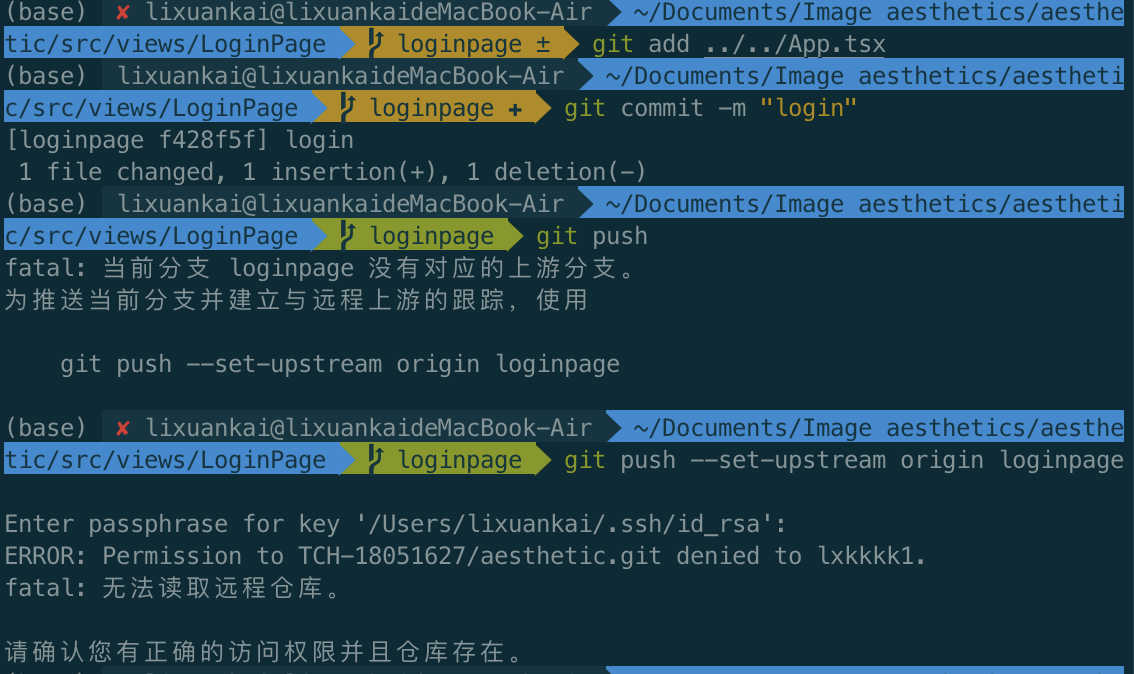 (base) ✘ lixuankai@lixuankaideMacBook-Air ~/Documents/Image aesthetics/aesthe
tic/src/views/LoginPage loginpage ± git add ../../App.tsx
(base) lixuankai@lixuankaideMacBook-Air ~/Documents/Image aesthetics/aestheti
c/src/views/LoginPage loginpage ✚ git commit -m "login"
[loginpage f428f5f] login
1 file changed, 1 insertion(+), 1 deletion(-)
(base) lixuankai@lixuankaideMacBook-Air ~/Documents/Image aesthetics/aestheti
c/src/views/LoginPage loginpage git push
fatal: 当前分支 loginpage 没有对应的上游分支。
为推送当前分支并建立与远程上游的跟踪，使用
git push --set-upstream origin loginpage
(base) ✘ lixuankai@lixuankaideMacBook-Air ~/Documents/Image aesthetics/aesthe
tic/src/views/LoginPage loginpage git push --set-upstream origin loginpage
Enter passphrase for key '/Users/lixuankai/.ssh/id_rsa':
ERROR: Permission to TCH-18051627/aesthetic.git denied to lxkkkk1.
fatal: 无法读取远程仓库。
请确认您有正确的访问权限并且仓库存在。